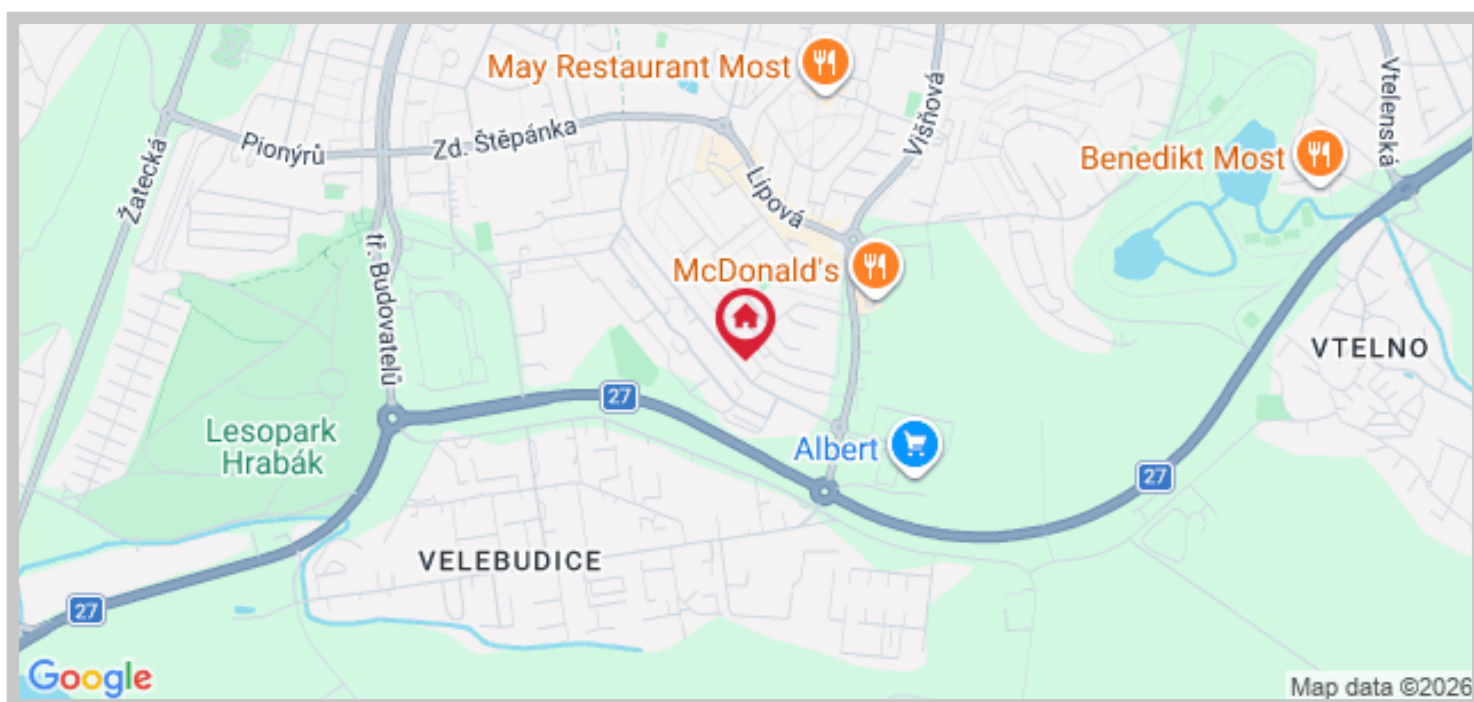 May Restaurant Most
Višňová
Vtelenská
Žatecká
Pionýrů
Zd. Štěpánka
Benedikt Most
Lipová
tř. Budovatelů
McDonald's
VTELNO
27
Lesopark
Hrabák
Albert
27
VELEBUDICE
27
Google
Map data ©2026